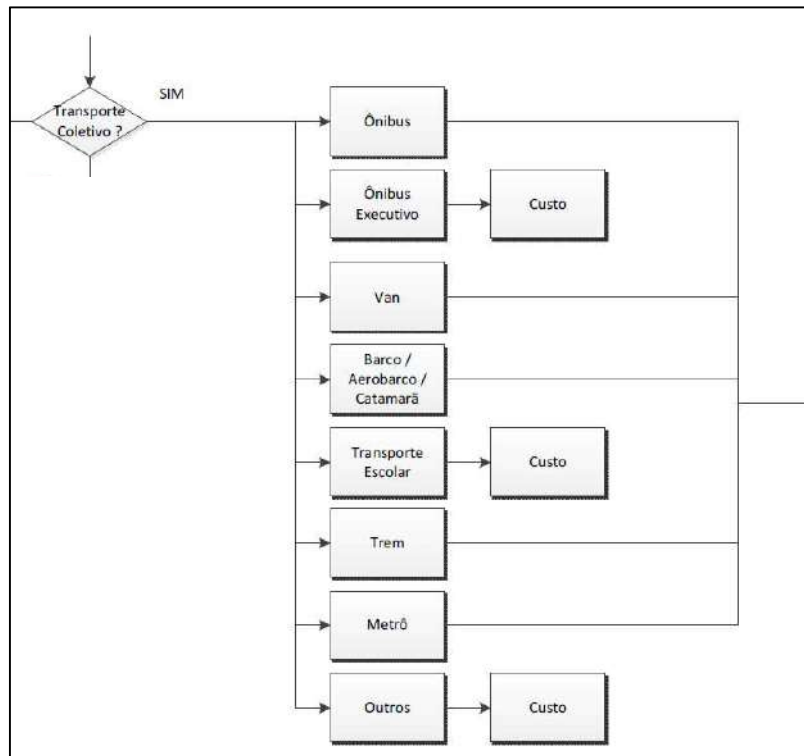 Transporte
Coletivo ?
SIM
Ônibus
Ônibus
Executivo
Custo
Van
Barco /
Aerobarco /
Catamarã
Transporte
Escolar
Custo
Trem
Metrô
Outros
Custo